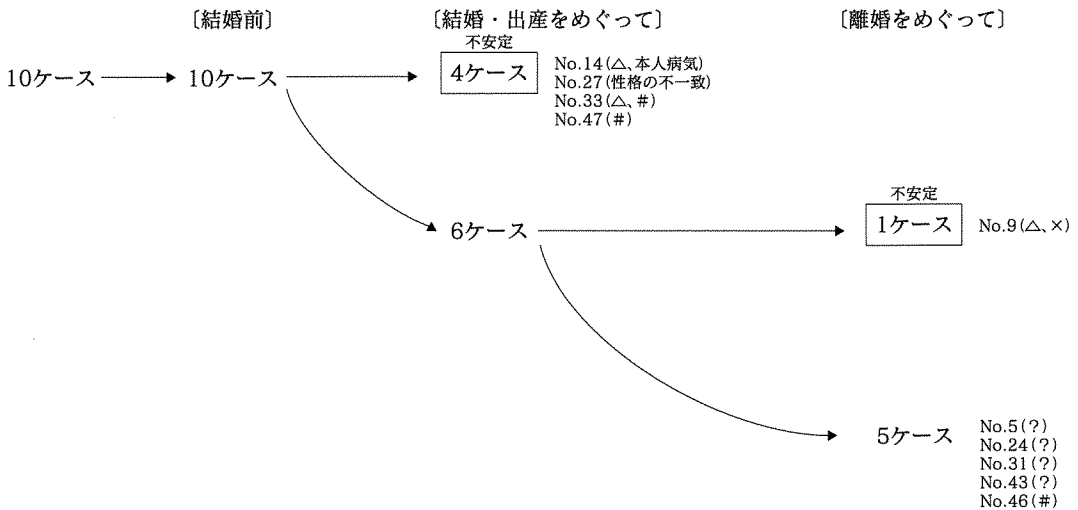 〔結婚前〕
〔結婚・出産をめぐって〕
〔離婚をめぐって〕
10ケース
10ケース
不安定
4ケース
No.14(△、本人病気)
No.27(性格の不一致)
No.33(△、#)
No.47(#)
6ケース
不安定
1ケース
No.9(△、×)
5ケース
No.5(?)
No.24(?)
No.31(?)
No.43(?)
No.46(#)